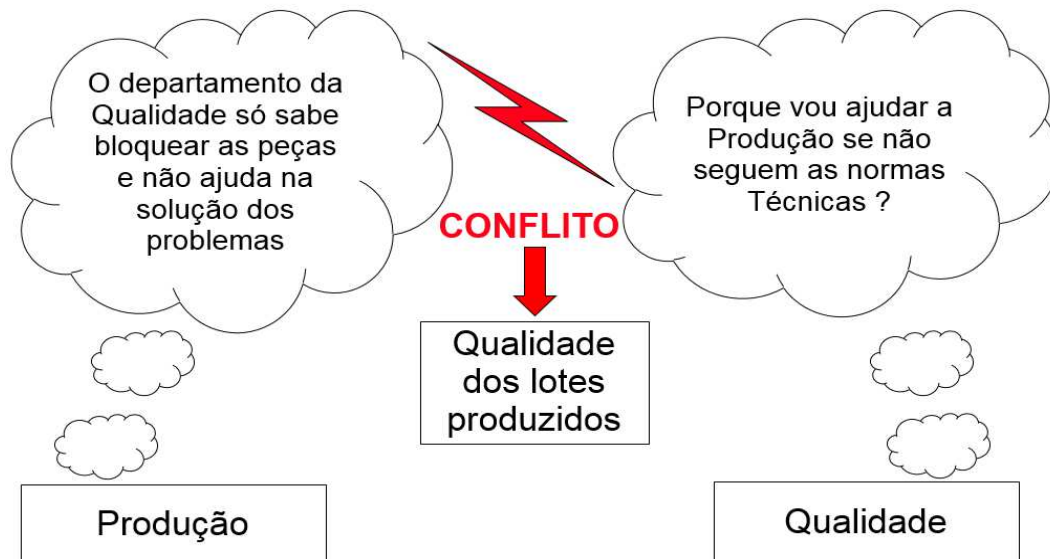 O departamento da
Qualidade só sabe
bloquear as peças
e não ajuda na
solução dos
problemas
Porque vou ajudar a
Produção se não
seguem as normas
Técnicas ?
CONFLITO
Qualidade
dos lotes
produzidos
Produção
Qualidade